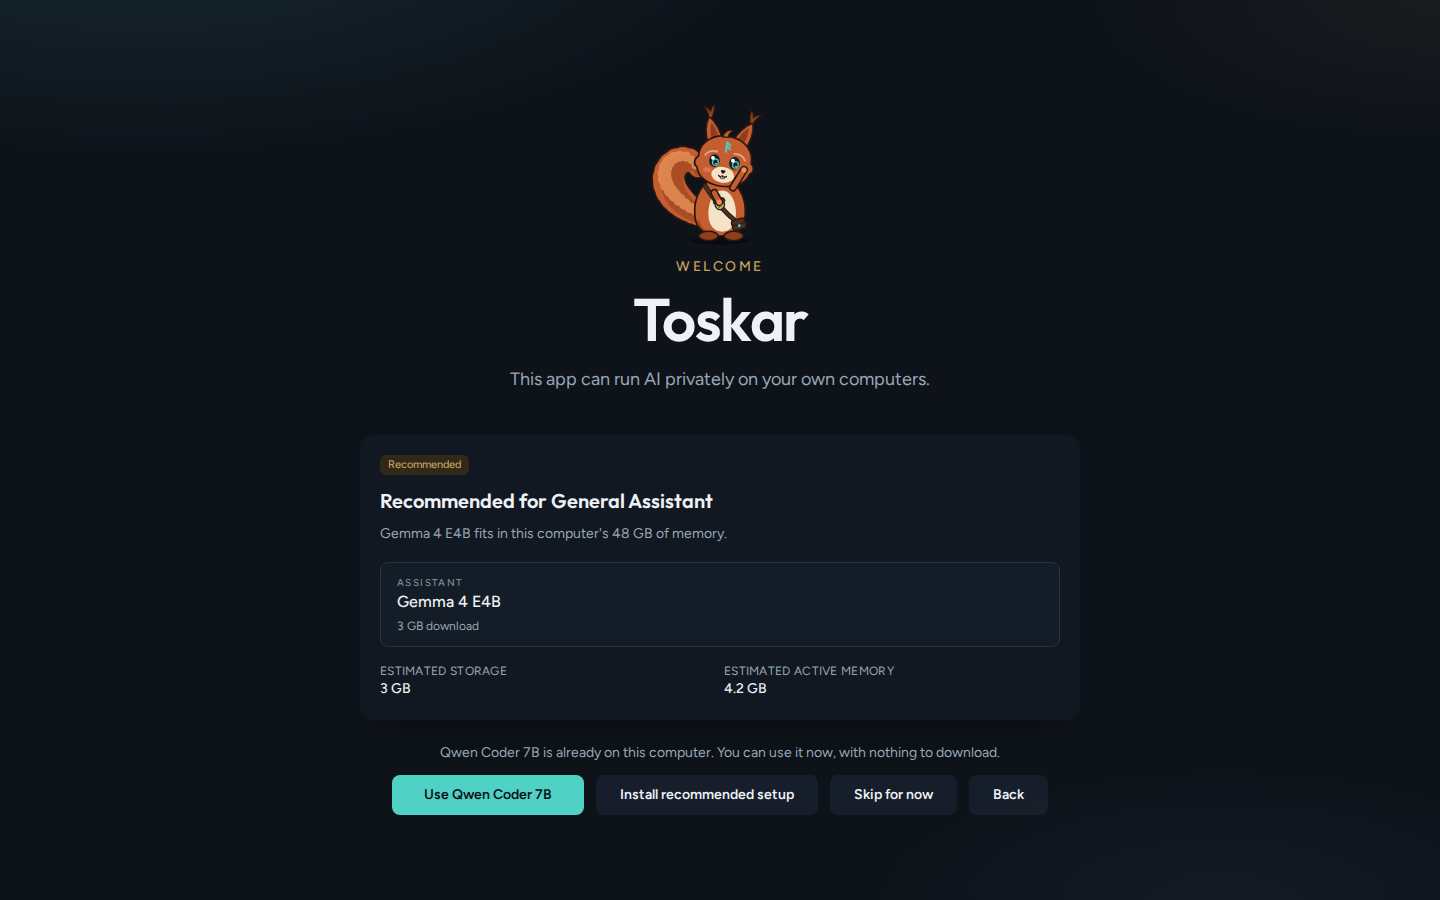 WELCOME
Toskar
This app can run AI privately on your own computers.
Recommended
Recommended for General Assistant
Gemma 4 E4B fits in this computer's 48 GB of memory.
ASSISTANT
Gemma 4 E4B
3 GB download
ESTIMATED STORAGE
3 GB
ESTIMATED ACTIVE MEMORY
4.2 GB
Qwen Coder 7B is already on this computer. You can use it now, with nothing to download.
Use Qwen Coder 7B
Install recommended setup
Skip for now
Back